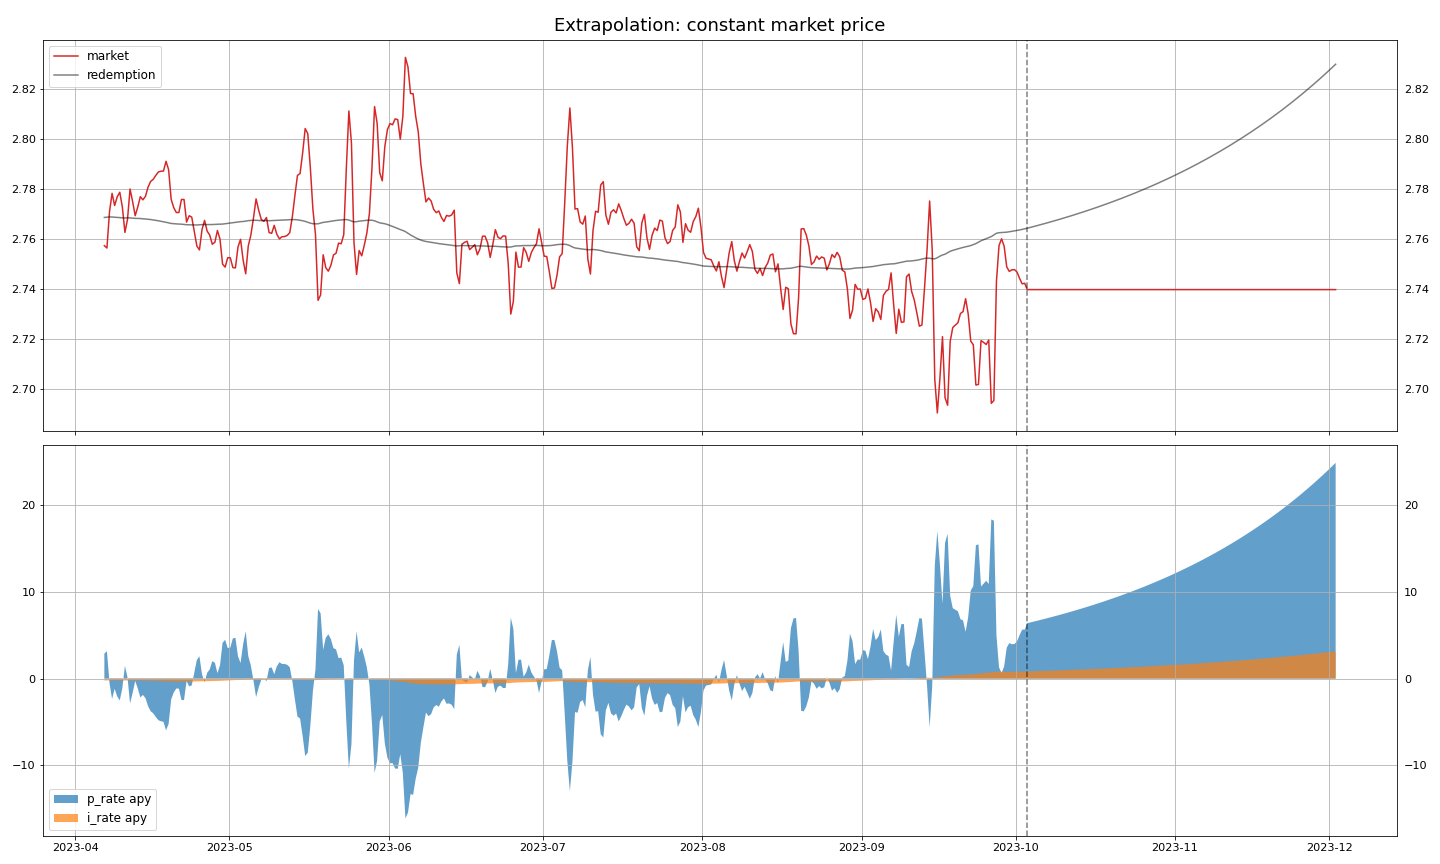 Extrapolation: constant market price
market
redemption
2.82 2.82
2.80 2.80
2.78 2.78
2.76 2.76
2.74 2.74
2.72 2.72
2.70 2.70
20 20
10 10
0 0
−10 −10
p_rate apy
i_rate apy
2023-04 2023-05 2023-06 2023-07 2023-08 2023-09 2023-10 2023-11 2023-12